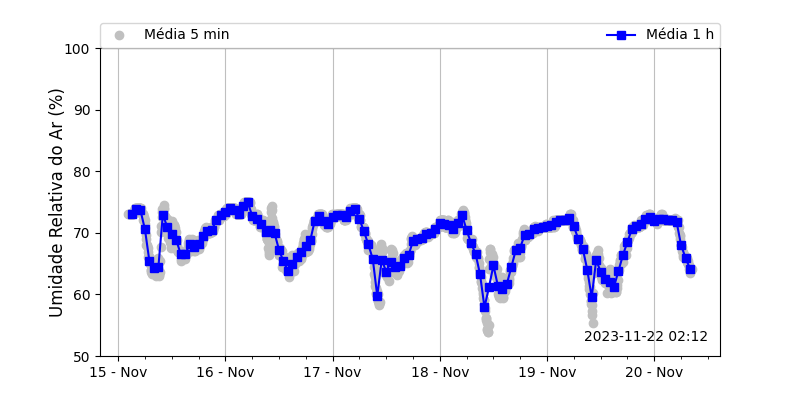 Média 5 min
Média 1 h
Umidade Relativa do Ar (%)
100
90
80
70
60
50
2023-11-22 02:12
15 - Nov
16 - Nov
17 - Nov
18 - Nov
19 - Nov
20 - Nov